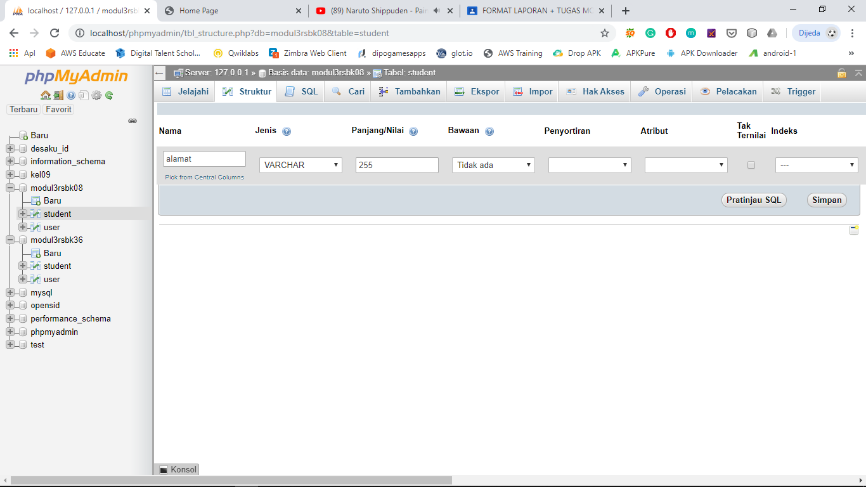 localhost / 127.0.0.1 / modul3rsb
Home Page
(89) Naruto Shippuden - Pai
FORMAT LAPORAN + TUGAS MO
localhost/phpmyadmin/tbl_structure.php?db=modul3rsbk08&table=student
Dijeda
Apl
AWS Educate
Digital Talent Schol...
Qwiklabs
Zimbra Web Client
dipogamesapps
glot.io
AWS Training
Drop APK
APKPure
APK Downloader
android-1
phpMyAdmin
Server: 127.0.0.1 » Basis data: modul3rsbk08 » Tabel: student
Jelajahi Struktur SQL Cari Tambahkan Ekspor Impor Hak Akses Operasi Pelacakan Trigger
Terbaru Favorit
Baru
desaku_id
information_schema
kel09
modul3rsbk08
Baru
student
user
modul3rsbk36
Baru
student
user
mysql
opensid
performance_schema
phpmyadmin
test
Nama Jenis Panjang/Nilai Bawaan Penyortiran Atribut Tak Ternilai Indeks
alamat VARCHAR 255 Tidak ada ---
Pick from Central Columns
Pratinjau SQL Simpan
Konsol